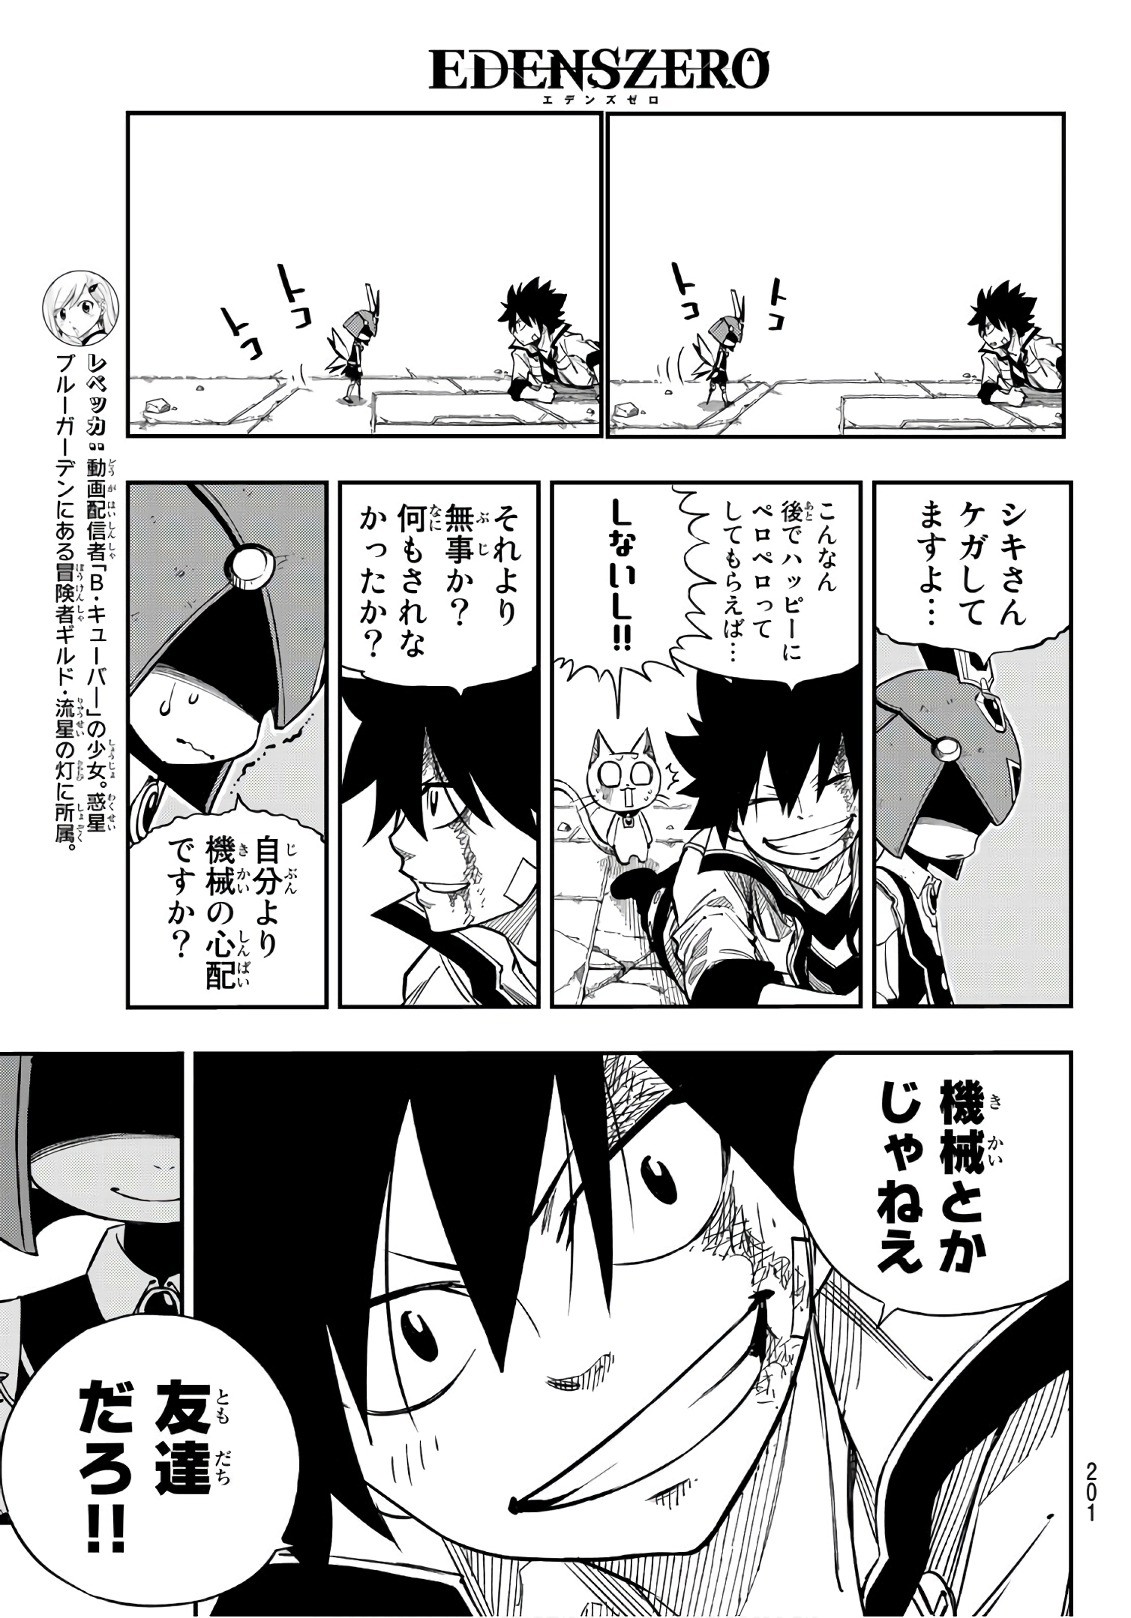 EDENSZERO
エデンズゼロ
トコ
トコ
トコ
トコ
シキさん
ケガして
ますよ…
こんなん
後でハッピーに
ペロペロって
してもらえば…
しないし!!
それより
無事か?
何もされな
かったか?
自分より
機械の心配
ですか?
機械とか
じゃねえ
友達
だろ!!
レベッカ:動画配信者「B・キューバー」の少女。惑星
ブルーガーデンにある冒険者ギルド・流星の灯に所属。
201